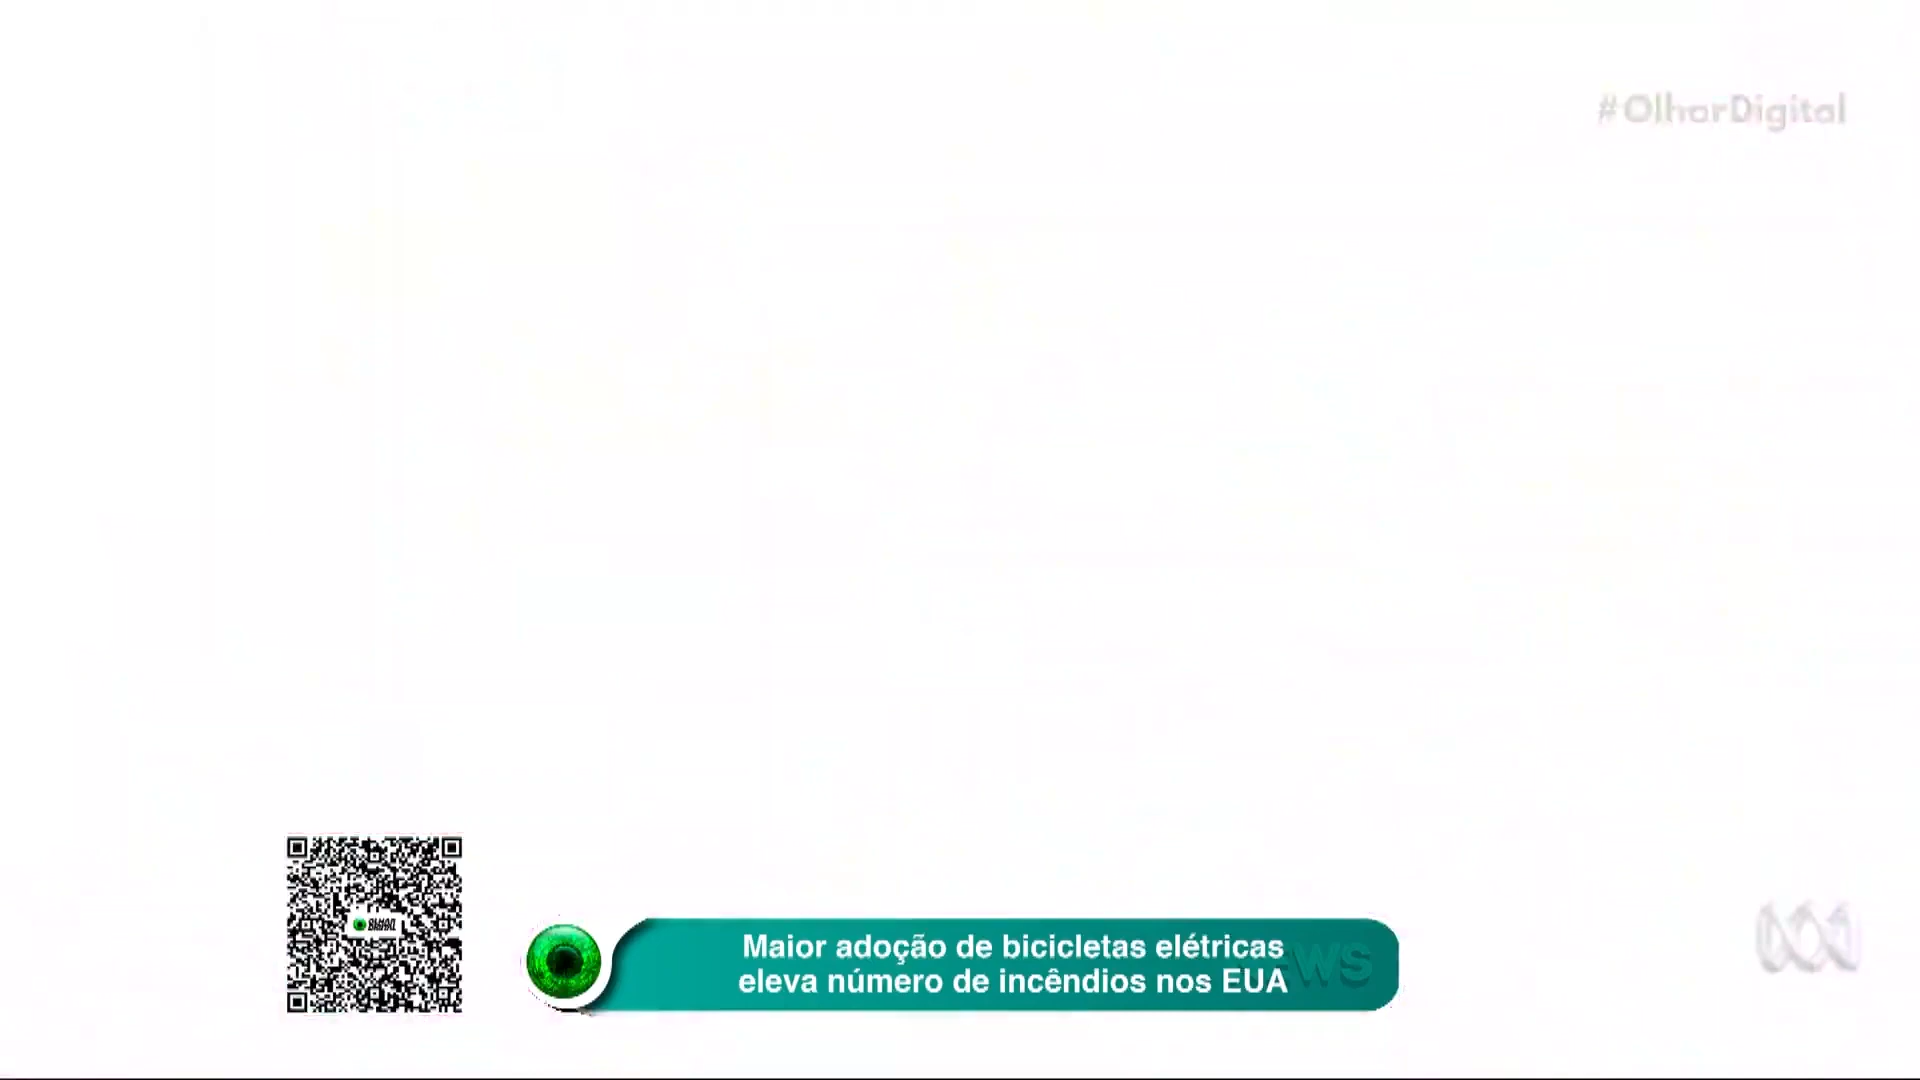 #OlharDigital
Maior adoção de bicicletas elétricas
eleva número de incêndios nos EUA